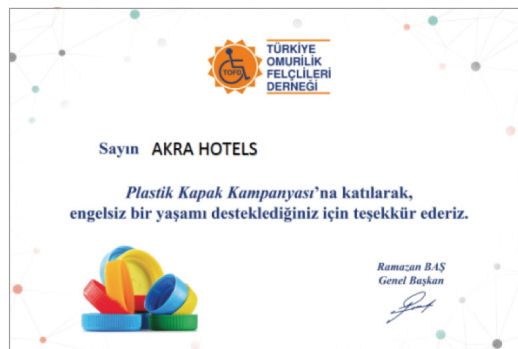 TOFD
TÜRKİYE
OMURİLİK
FELÇLİLERİ
DERNEĞİ
Sayın AKRA HOTELS
Plastik Kapak Kampanyası'na katılarak,
engelsiz bir yaşamı desteklediğiniz için teşekkür ederiz.
Ramazan BAŞ
Genel Başkan